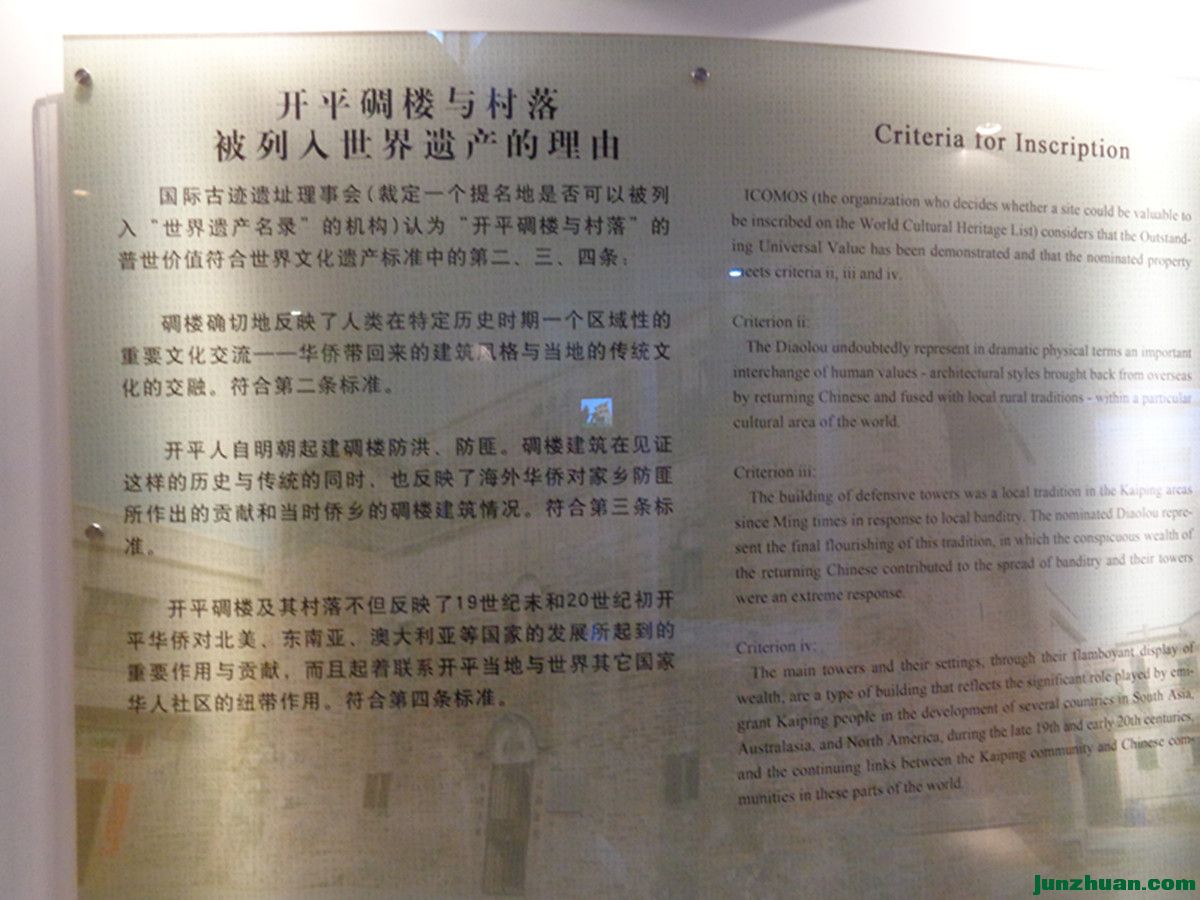 开平碉楼与村落
被列入世界遗产的理由
国际古迹遗址理事会(裁定一个提名地是否可以被列
入“世界遗产名录”的机构)认为“开平碉楼与村落”的
普世价值符合世界文化遗产标准中的第二、三、四条：
碉楼确切地反映了人类在特定历史时期一个区域性的
重要文化交流——华侨带回来的建筑风格与当地的传统文
化的交融。符合第二条标准。
开平人自明朝起建碉楼防洪、防匪。碉楼建筑在见证
这样的历史与传统的同时、也反映了海外华侨对家乡防匪
所作出的贡献和当时侨乡的碉楼建筑情况。符合第三条标
准。
开平碉楼及其村落不但反映了19世纪末和20世纪初开
平华侨对北美、东南亚、澳大利亚等国家的发展所起到的
重要作用与贡献，而且起着联系开平当地与世界其它国家
华人社区的纽带作用。符合第四条标准。
Criteria for Inscription
ICOMOS (the organization who decides whether a site could be valuable to
be inscribed on the World Cultural Heritage List) considers that the Outstand-
ing Universal Value has been demonstrated and that the nominated property
meets criteria ii, iii and iv.
Criterion ii:
The Diaolou undoubtedly represent in dramatic physical terms an important
interchange of human values - architectural styles brought back from overseas
by returning Chinese and fused with local rural traditions - within a particular
cultural area of the world.
Criterion iii:
The building of defensive towers was a local tradition in the Kaiping areas
since Ming times in response to local banditry. The nominated Diaolou repre-
sent the final flourishing of this tradition, in which the conspicuous wealth of
the returning Chinese contributed to the spread of banditry and their towers
were an extreme response.
Criterion iv:
The main towers and their settings, through their flamboyant display of
wealth, are a type of building that reflects the significant role played by emi-
grant Kaiping people in the development of several countries in South Asia,
Australasia, and North America, during the late 19th and early 20th centuries,
and the continuing links between the Kaiping community and Chinese com-
munities in these parts of the world.
Junzhuan.com